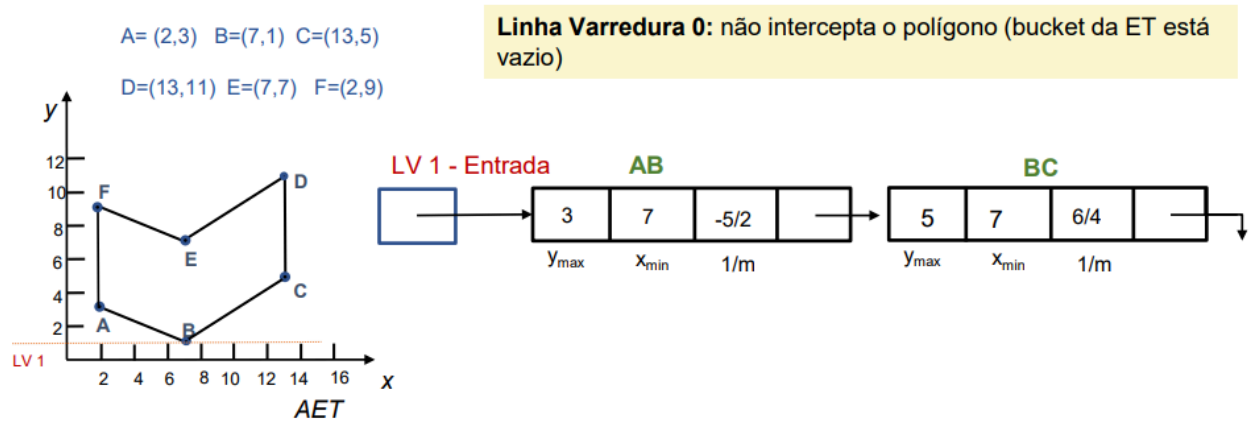 A= (2,3) B=(7,1) C=(13,5)
D=(13,11) E=(7,7) F=(2,9)
Linha Varredura 0: não intercepta o polígono (bucket da ET está
vazio)
y
12
10
8
6
4
2
F
D
E
C
A
B
LV 1
2 4 6 8 10 12 14 16
x
AET
LV 1 - Entrada
AB
3 7 -5/2
ymax xmin 1/m
BC
5 7 6/4
ymax xmin 1/m